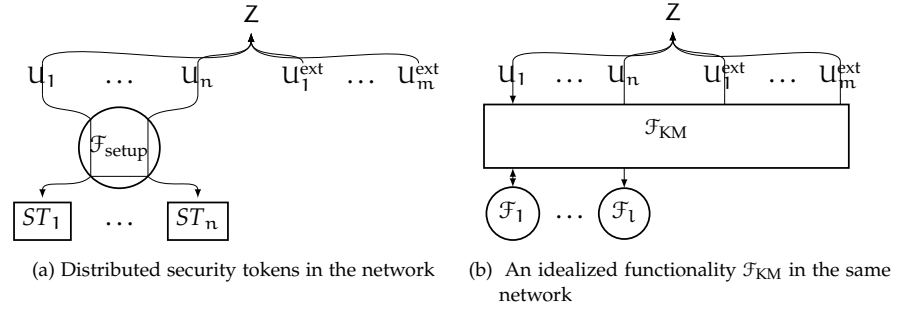 Z
U₁ … Uₙ U₁ᵉˣᵗ … Uₘᵉˣᵗ
ℱsetup
ST₁ … STₙ
(a) Distributed security tokens in the network
Z
U₁ … Uₙ U₁ᵉˣᵗ … Uₘᵉˣᵗ
ℱKM
ℱ₁ … ℱₗ
(b) An idealized functionality ℱKM in the same
network